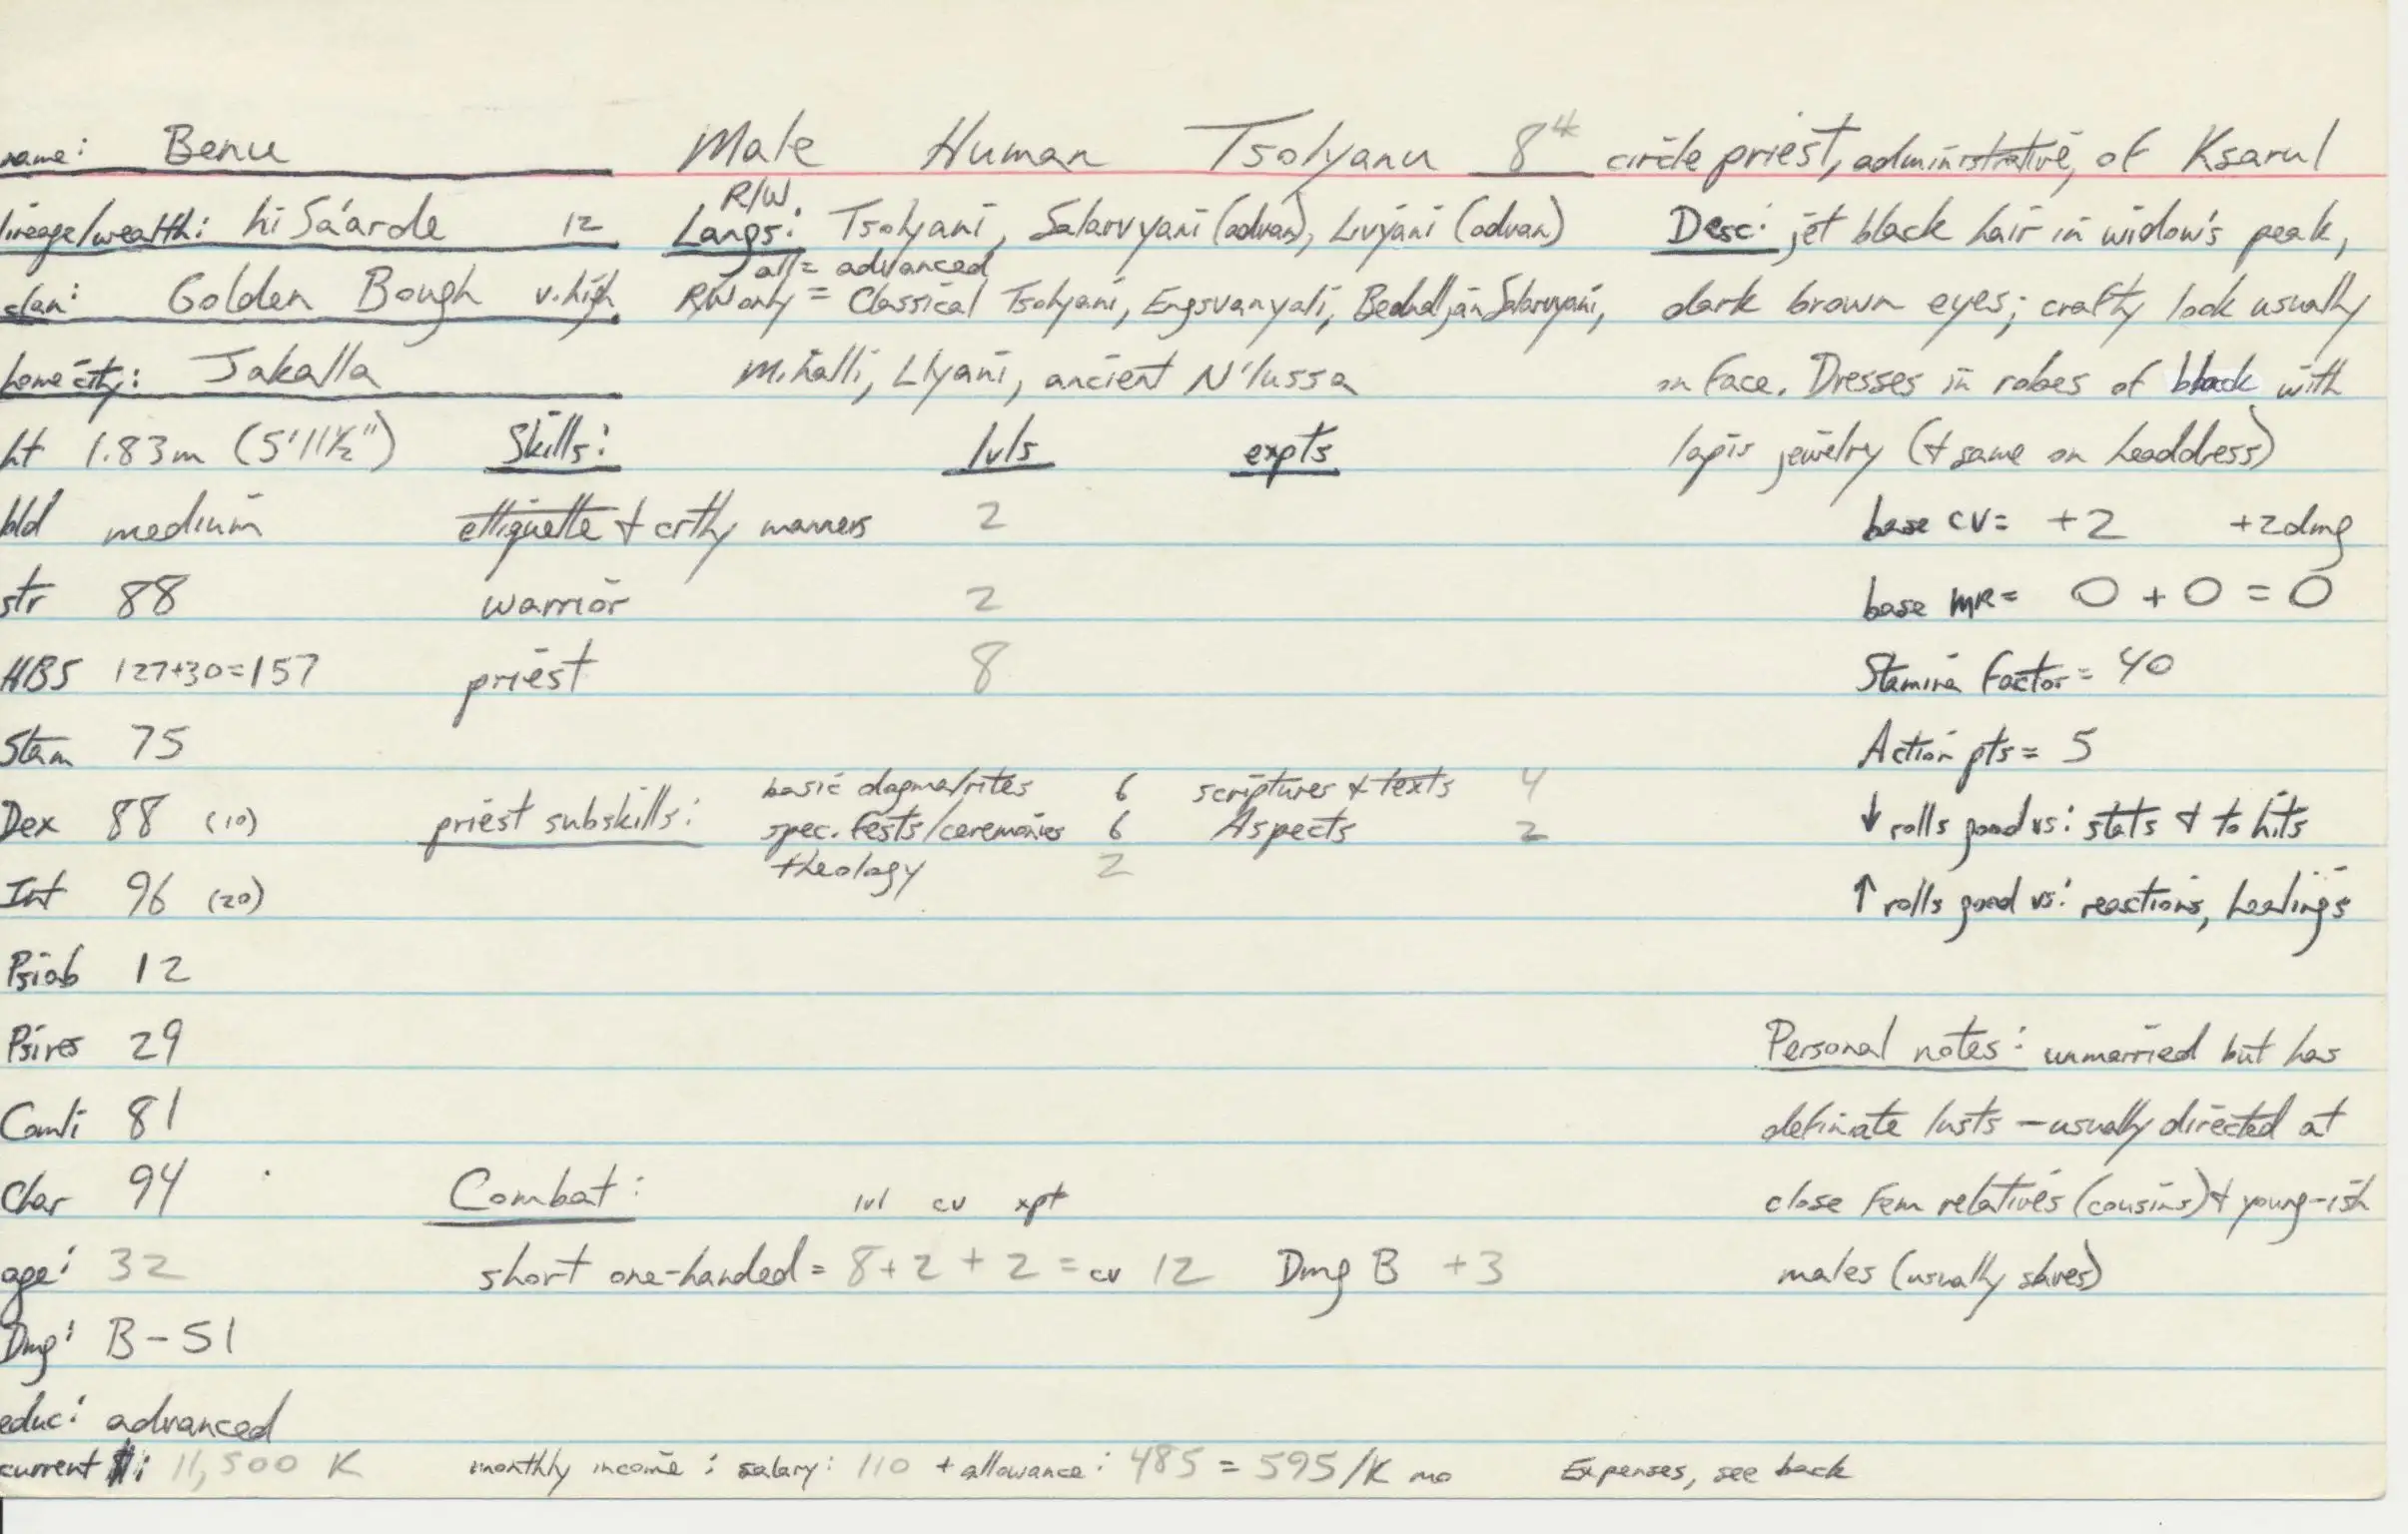 name: Benu Male Human Tsolyanu 8th circle priest, administrative, of Ksarul
lineage/wealth: hi Sa'arde 12 R/W Langs: Tsolyani, Salarvyani (advan), Livyani (advan) Desc: jet black hair in widow's peak,
all = advanced
clan: Golden Bough v.high RW only = Classical Tsolyani, Engsvanyali, Bednalljan Salarvyani, dark brown eyes; crafty look usually
home city: Jakalla Mihalli, Llyani, ancient N'lussa on face. Dresses in robes of black with
ht 1.83m (5'11½") Skills: lvls expts lapis jewelry (+ same on headdress)
bld medium ettiquette + crtly manners 2 base CV= +2 +2dmg
str 88 warrior 2 base MR= 0 + 0 = 0
HBS 127+30=157 priest 8 Stamina Factor = 40
Stam 75 Action pts = 5
basic dogma/rites 6 scriptures + texts 4
Dex 88 (10) priest subskills: spec. fests/ceremonies 6 Aspects 2 ↓ rolls good vs: stats + to hits
theology 2
Int 96 (20) ↑ rolls good vs: reactions, healings
Psiab 12
Psires 29 Personal notes: unmarried but has
Comli 81 definate lusts — usually directed at
Char 94 Combat: lvl cv xpt close fem relatives (cousins) + young-ish
age: 32 short one-handed = 8 + 2 + 2 = cv 12 Dmg B +3 males (usually slaves)
Dmg: B - 51
educ: advanced
current $: 11,500 K monthly income: salary: 110 + allowance: 485 = 595/K mo Expenses, see back